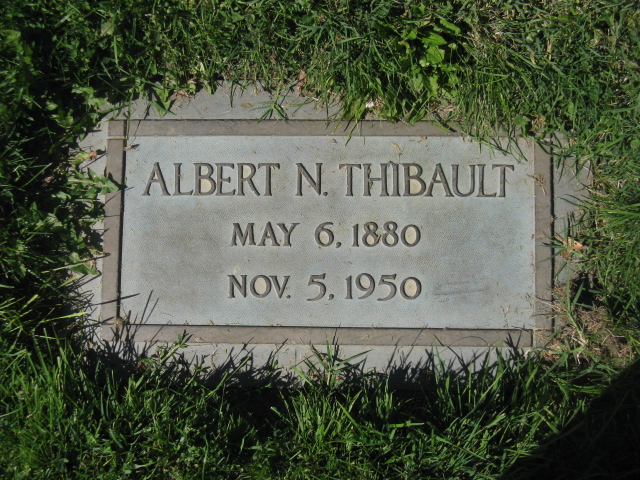 ALBERT N. THIBAULT
MAY 6, 1880
NOV. 5, 1950